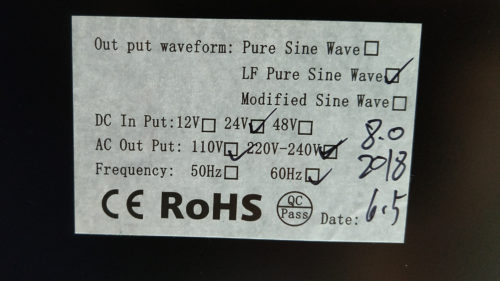 Out put waveform: Pure Sine Wave☐
LF Pure Sine Wave☑
Modified Sine Wave☐
DC In Put:12V☐ 24V☑ 48V☐
AC Out Put: 110V☑ 220V-240V☑
Frequency: 50Hz☐ 60Hz☑
8.0
2018
CE RoHS QC Pass Date: 6.5